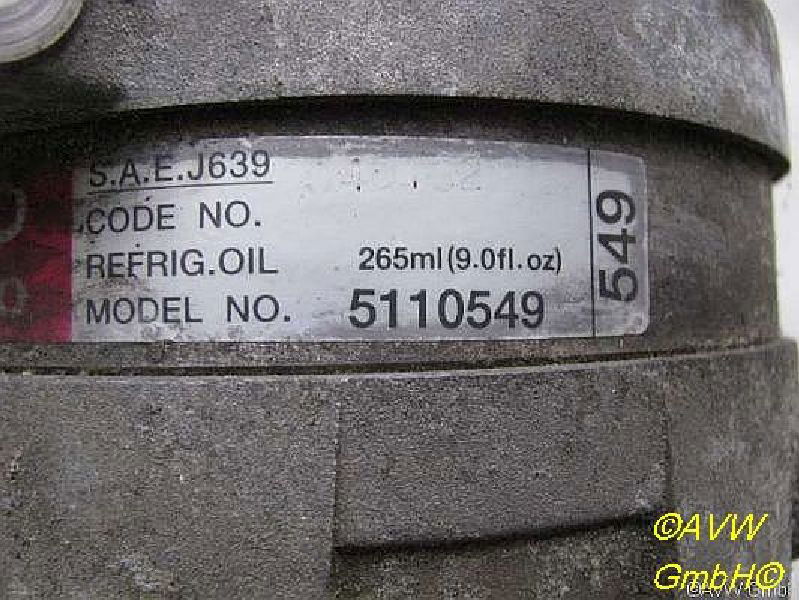 S.A.E.J639
CODE NO.
REFRIG.OIL 265ml(9.0fl.oz)
MODEL NO. 5110549
549
©AVW
GmbH©